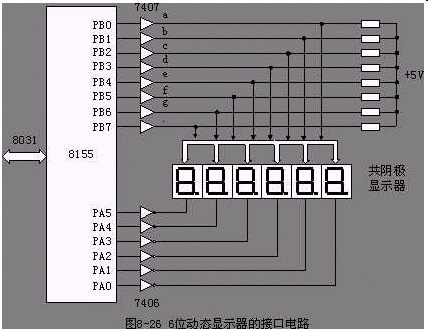 7407
PB0
a
PB1
b
PB2
c
PB3
d
PB4
e
PB5
f
PB6
g
PB7
.
+5V
8031
8155
共阴极
显示器
PA5
PA4
PA3
PA2
PA1
PA0
7406
图8-26 6位动态显示器的接口电路